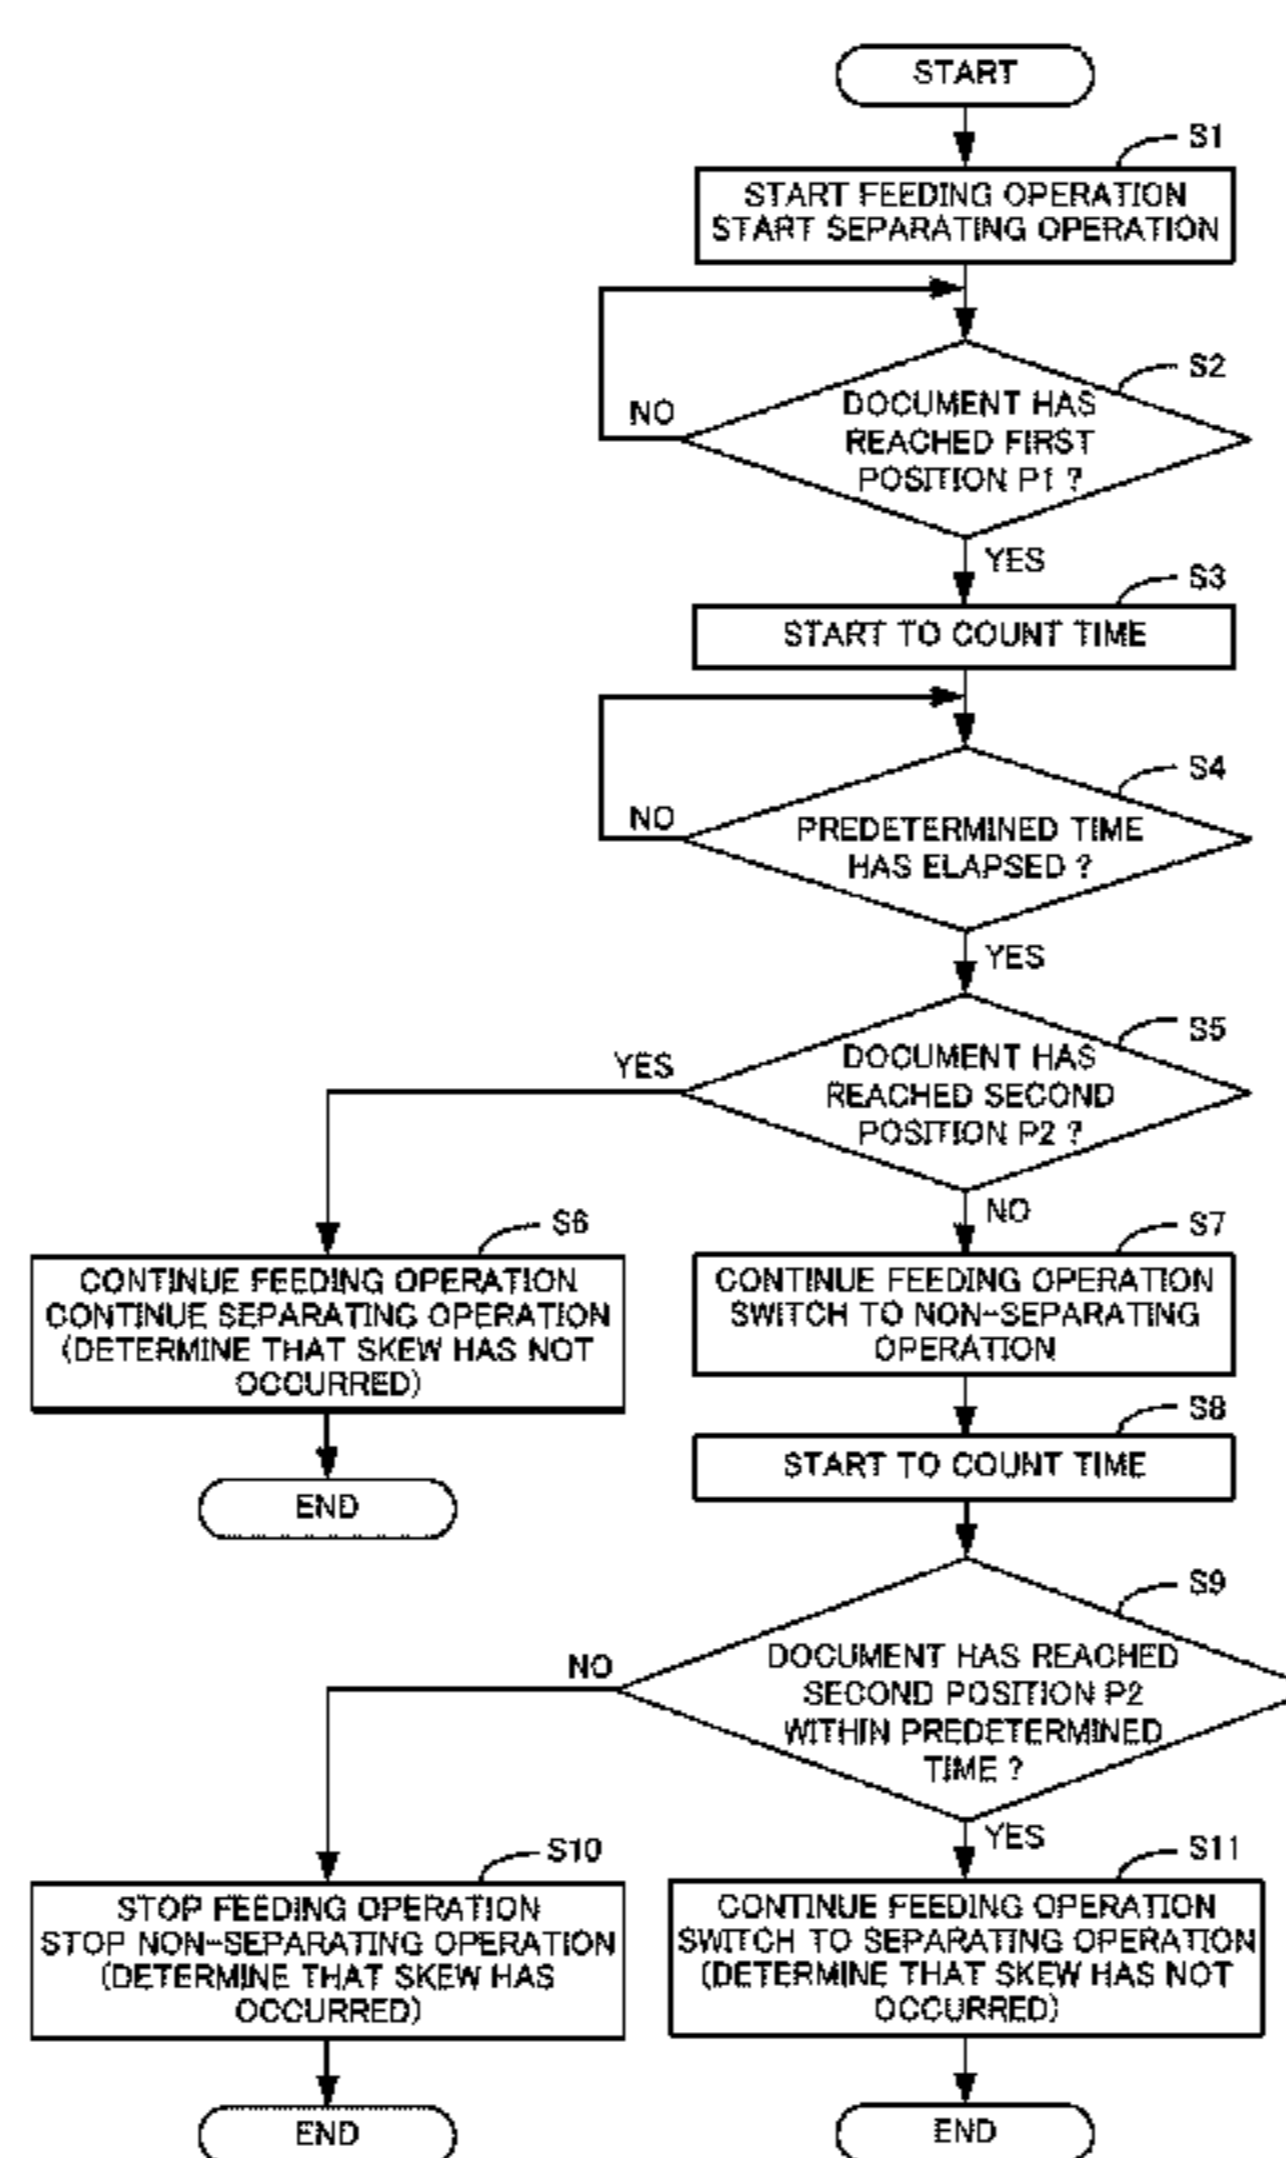 START
S1
START FEEDING OPERATION
START SEPARATING OPERATION
S2
DOCUMENT HAS
REACHED FIRST
POSITION P1 ?
NO
YES
S3
START TO COUNT TIME
S4
PREDETERMINED TIME
HAS ELAPSED ?
NO
YES
S5
DOCUMENT HAS
REACHED SECOND
POSITION P2 ?
YES
NO
S6
CONTINUE FEEDING OPERATION
CONTINUE SEPARATING OPERATION
(DETERMINE THAT SKEW HAS NOT
OCCURRED)
END
S7
CONTINUE FEEDING OPERATION
SWITCH TO NON-SEPARATING
OPERATION
S8
START TO COUNT TIME
S9
DOCUMENT HAS REACHED
SECOND POSITION P2
WITHIN PREDETERMINED
TIME ?
NO
YES
S10
STOP FEEDING OPERATION
STOP NON-SEPARATING OPERATION
(DETERMINE THAT SKEW HAS
OCCURRED)
END
S11
CONTINUE FEEDING OPERATION
SWITCH TO SEPARATING OPERATION
(DETERMINE THAT SKEW HAS NOT
OCCURRED)
END